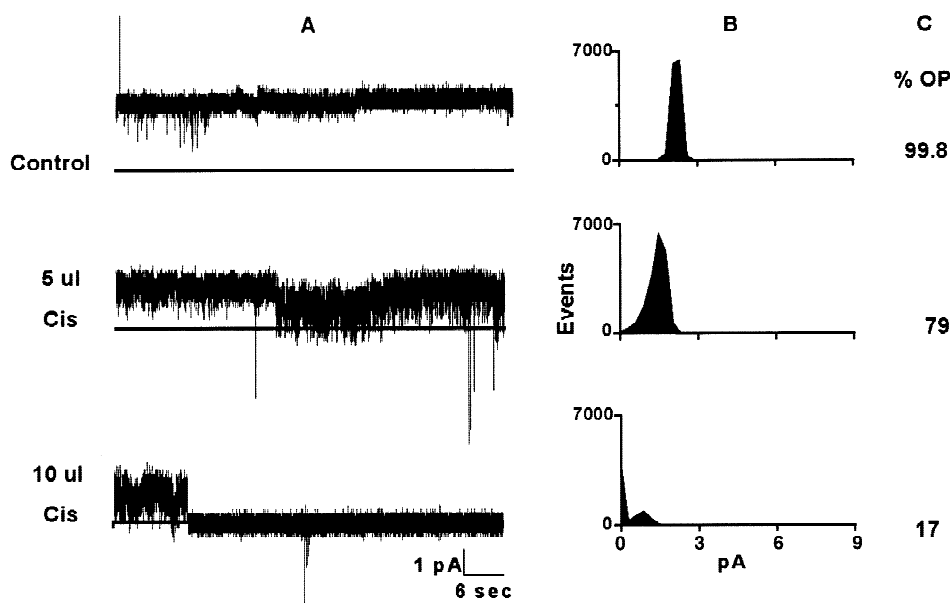 A
B
C
7000
% OP
Control
0
99.8
7000
5 ul
Cis
Events
0
79
7000
10 ul
Cis
0
17
0
3
6
9
pA
1 pA
6 sec